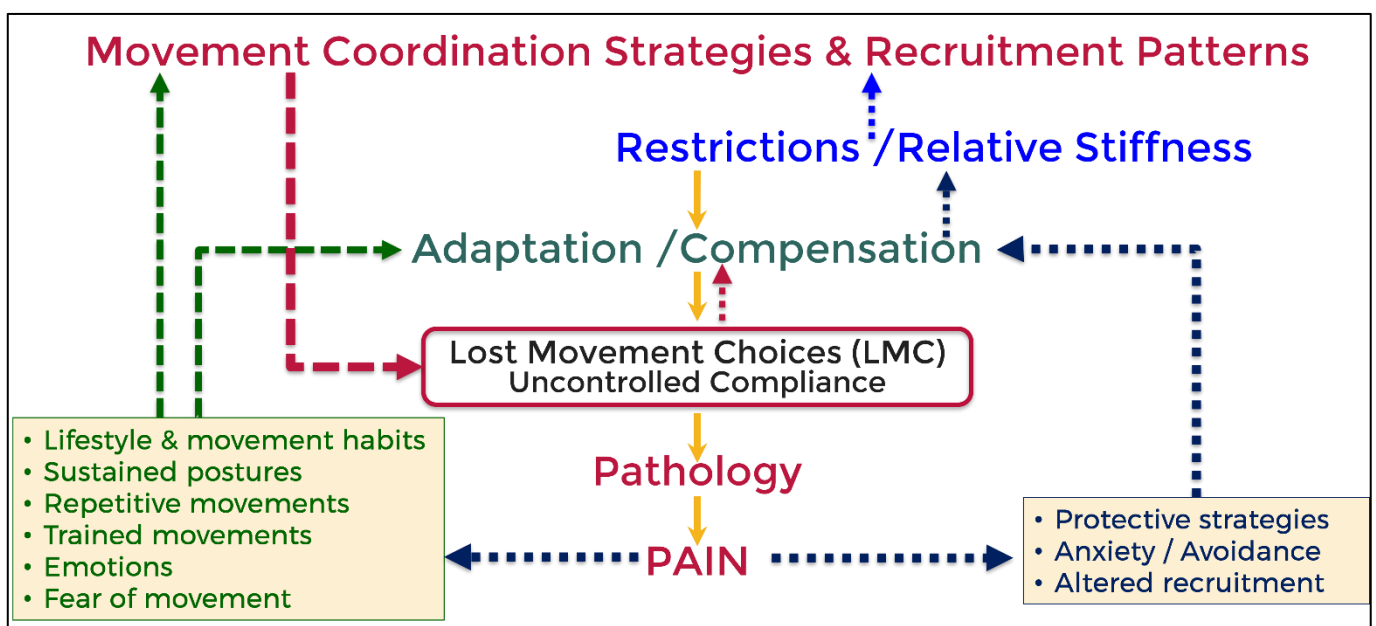 Movement Coordination Strategies & Recruitment Patterns
Restrictions /Relative Stiffness
Adaptation /Compensation
Lost Movement Choices (LMC)
Uncontrolled Compliance
• Lifestyle & movement habits
• Sustained postures
• Repetitive movements
• Trained movements
• Emotions
• Fear of movement
Pathology
PAIN
• Protective strategies
• Anxiety / Avoidance
• Altered recruitment